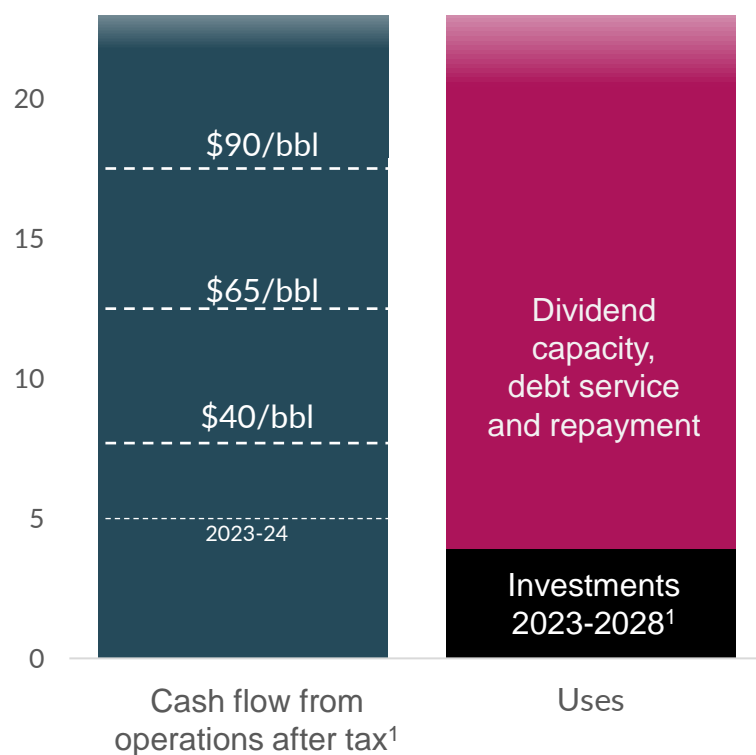 20
15
10
5
0
$90/bbl
$65/bbl
$40/bbl
2023-24
Cash flow from
operations after tax¹
Dividend
capacity,
debt service
and repayment
Investments
2023-2028¹
Uses